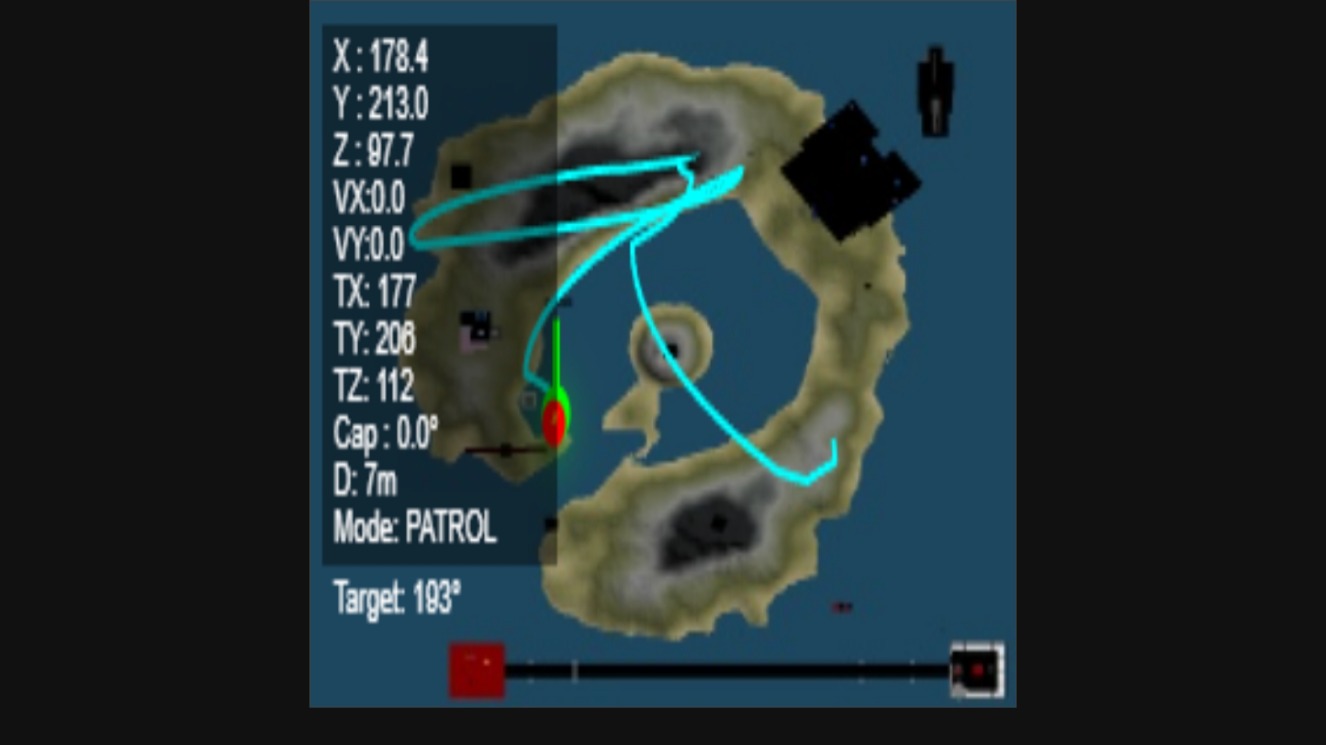 X : 178.4
Y : 213.0
Z : 97.7
VX:0.0
VY:0.0
TX: 177
TY: 206
TZ: 112
Cap : 0.0°
D: 7m
Mode: PATROL
Target: 193°